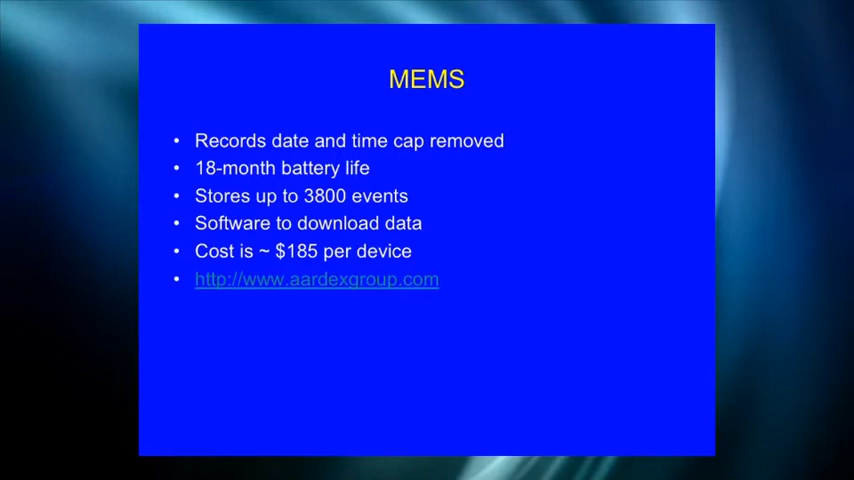 MEMS
• Records date and time cap removed
• 18-month battery life
• Stores up to 3800 events
• Software to download data
• Cost is ~ $185 per device
• http://www.aardexgroup.com